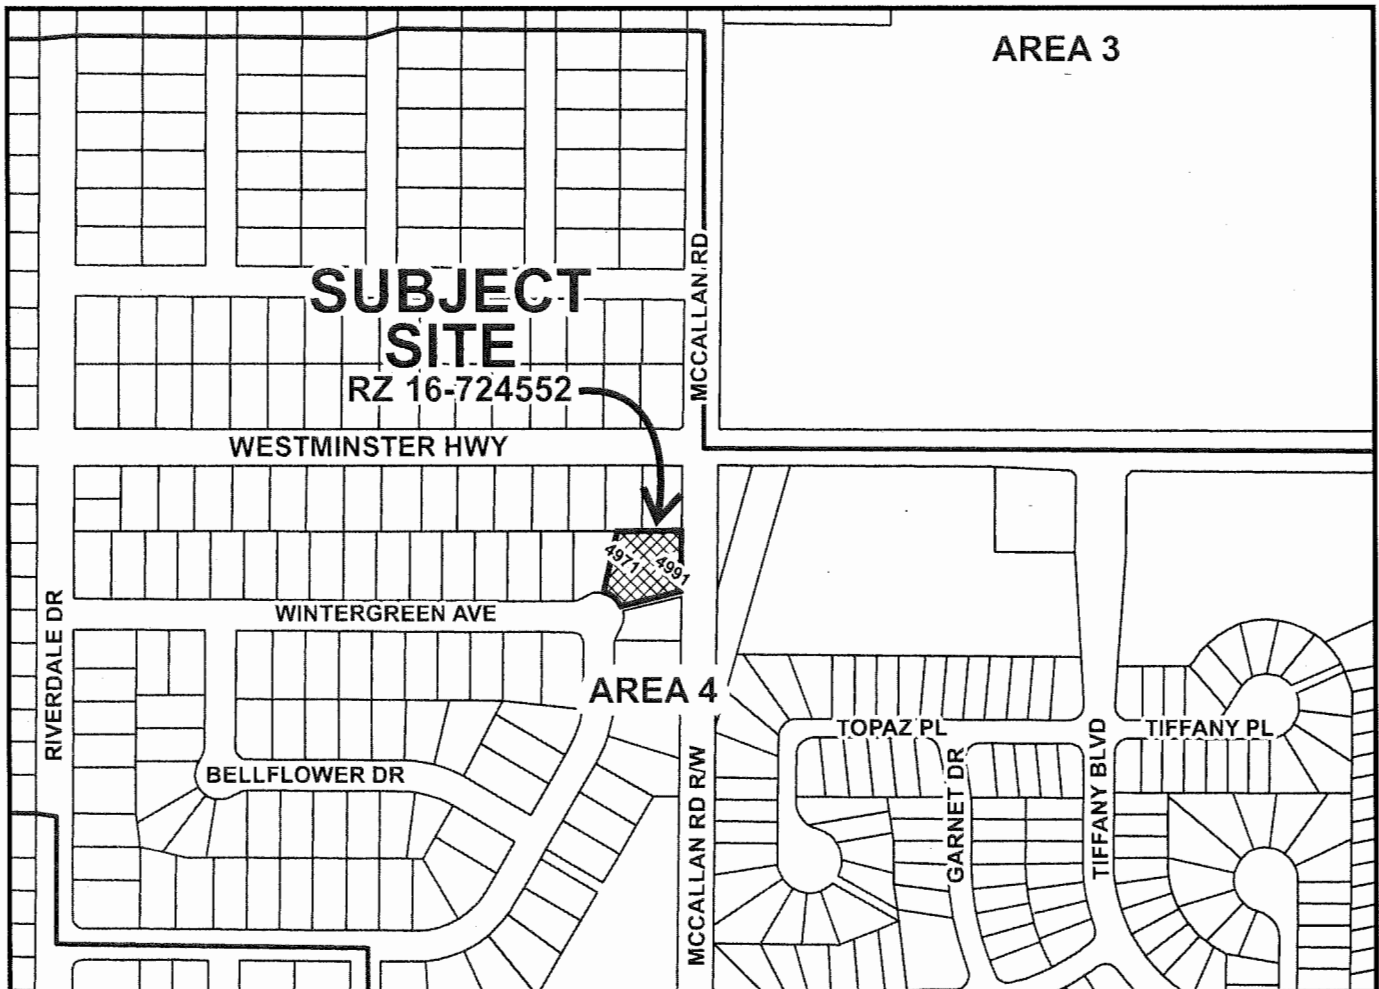 AREA 3
MCCALLAN RD
SUBJECT
SITE
RZ 16-724552
WESTMINSTER HWY
4971
4991
RIVERDALE DR
WINTERGREEN AVE
AREA 4
TOPAZ PL
TIFFANY PL
BELLFLOWER DR
MCCALLAN RD R/W
GARNET DR
TIFFANY BLVD